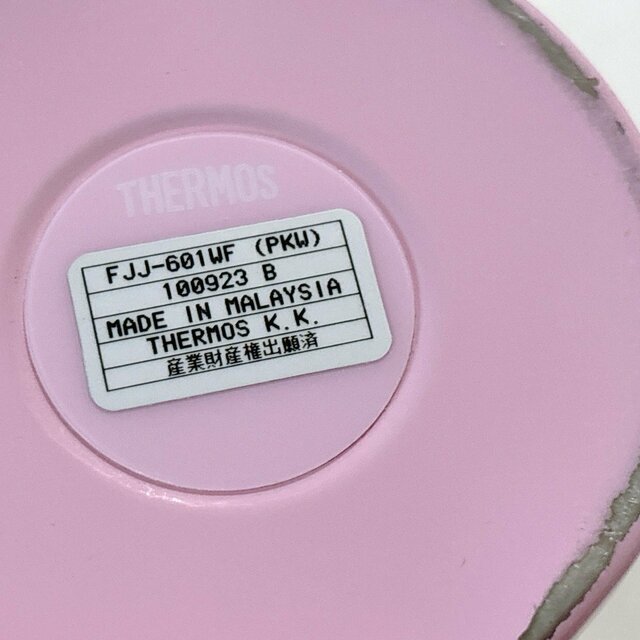 THERMOS
FJJ-601WF (PKW)
100923 B
MADE IN MALAYSIA
THERMOS K.K.
産業財産権出願済